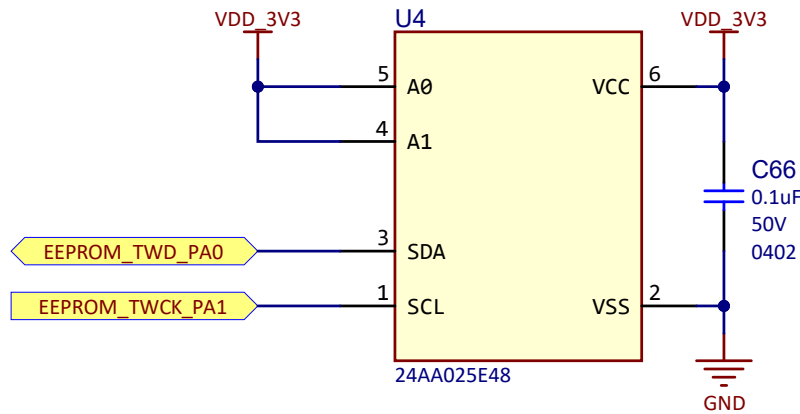 VDD_3V3
U4
VDD_3V3
5
A0
VCC
6
4
A1
C66
0.1uF
50V
0402
EEPROM_TWD_PA0
3
SDA
EEPROM_TWCK_PA1
1
SCL
VSS
2
24AA025E48
GND